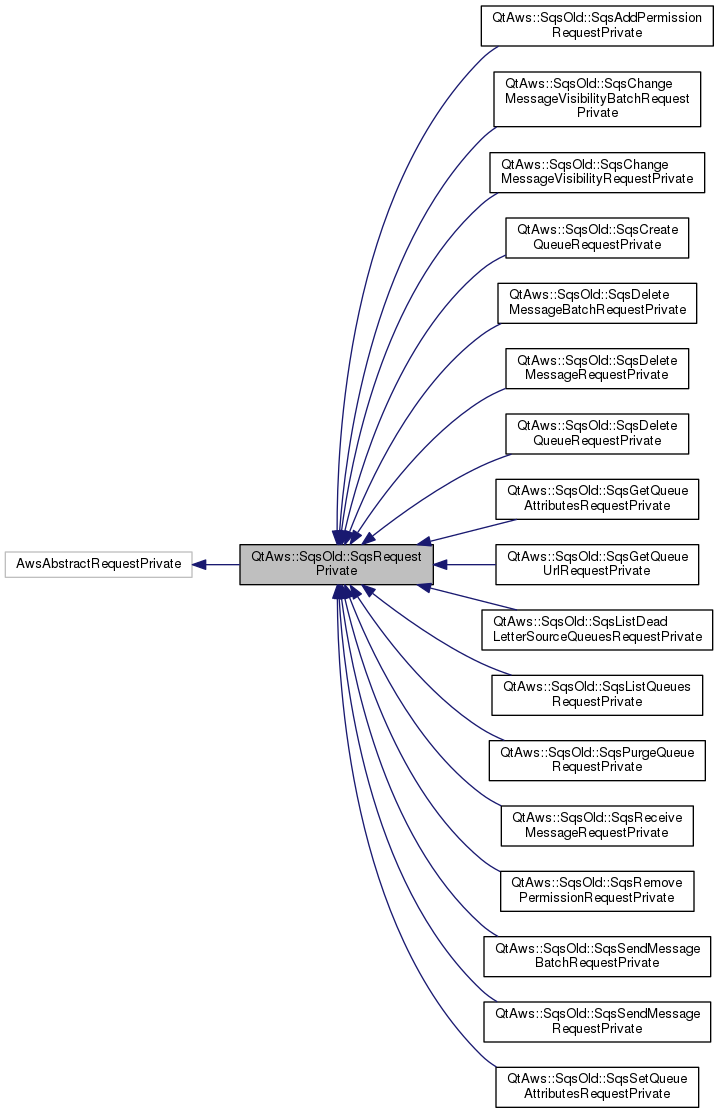 QtAws::SqsOld::SqsAddPermission
RequestPrivate
QtAws::SqsOld::SqsChange
MessageVisibilityBatchRequest
Private
QtAws::SqsOld::SqsChange
MessageVisibilityRequestPrivate
QtAws::SqsOld::SqsCreate
QueueRequestPrivate
QtAws::SqsOld::SqsDelete
MessageBatchRequestPrivate
QtAws::SqsOld::SqsDelete
MessageRequestPrivate
QtAws::SqsOld::SqsDelete
QueueRequestPrivate
QtAws::SqsOld::SqsGetQueue
AttributesRequestPrivate
AwsAbstractRequestPrivate
QtAws::SqsOld::SqsRequest
Private
QtAws::SqsOld::SqsGetQueue
UrlRequestPrivate
QtAws::SqsOld::SqsListDead
LetterSourceQueuesRequestPrivate
QtAws::SqsOld::SqsListQueues
RequestPrivate
QtAws::SqsOld::SqsPurgeQueue
RequestPrivate
QtAws::SqsOld::SqsReceive
MessageRequestPrivate
QtAws::SqsOld::SqsRemove
PermissionRequestPrivate
QtAws::SqsOld::SqsSendMessage
BatchRequestPrivate
QtAws::SqsOld::SqsSendMessage
RequestPrivate
QtAws::SqsOld::SqsSetQueue
AttributesRequestPrivate